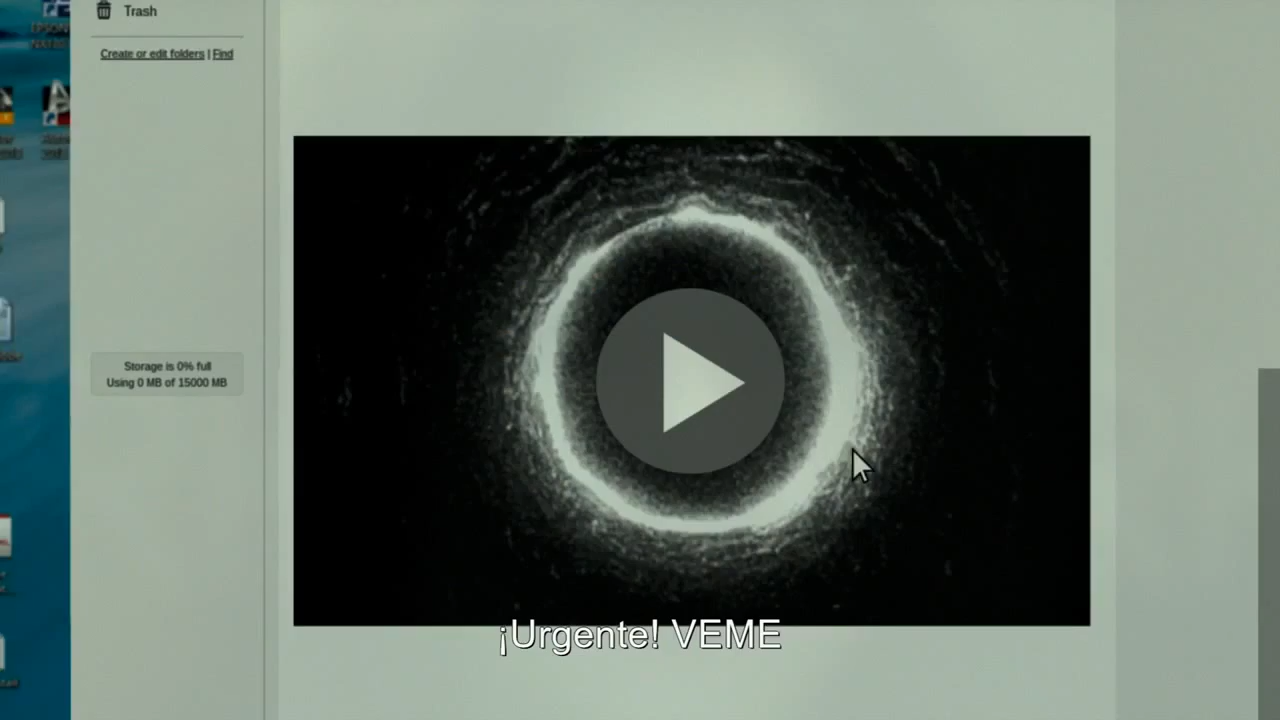 Trash
Create or edit folders | Find
Storage is 0% full
Using 0 MB of 15000 MB
¡Urgente! VEME